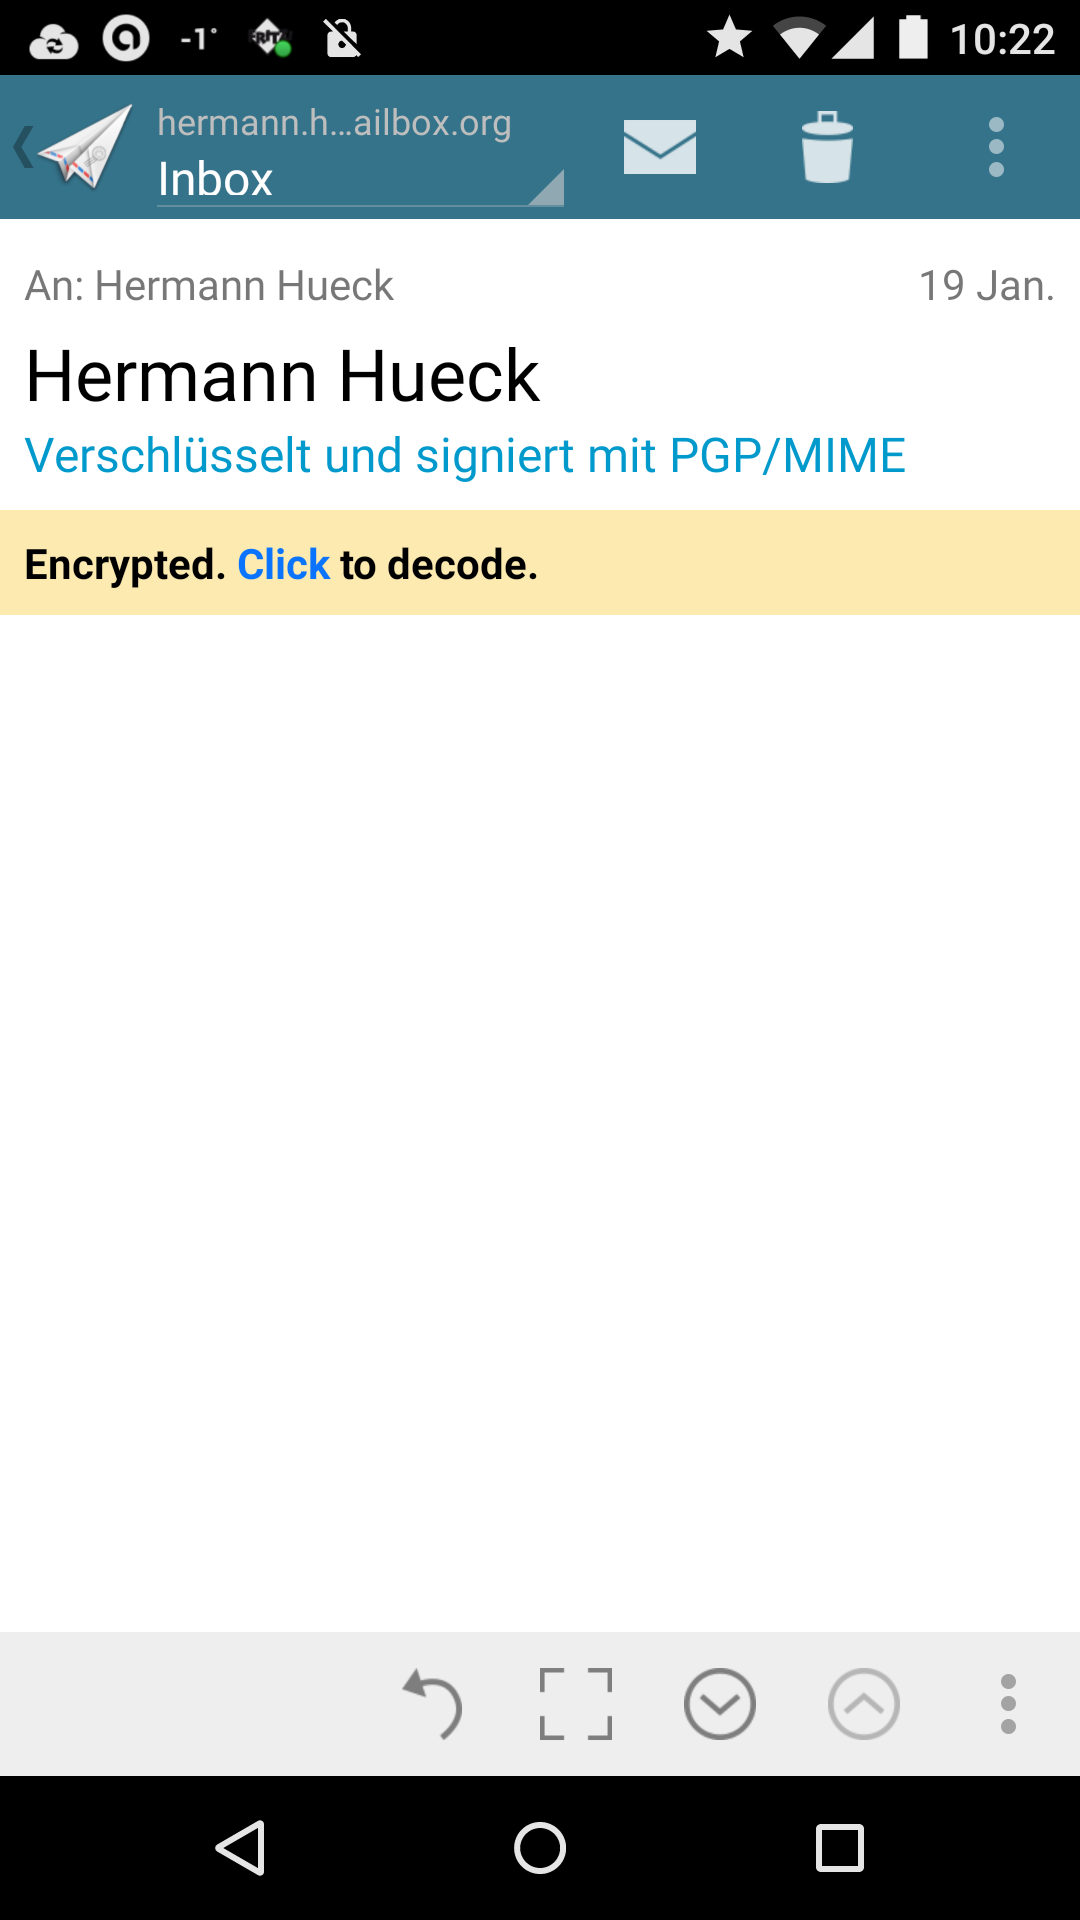 -1°
10:22
hermann.h...ailbox.org
Inbox
An: Hermann Hueck
19 Jan.
Hermann Hueck
Verschlüsselt und signiert mit PGP/MIME
Encrypted. Click to decode.